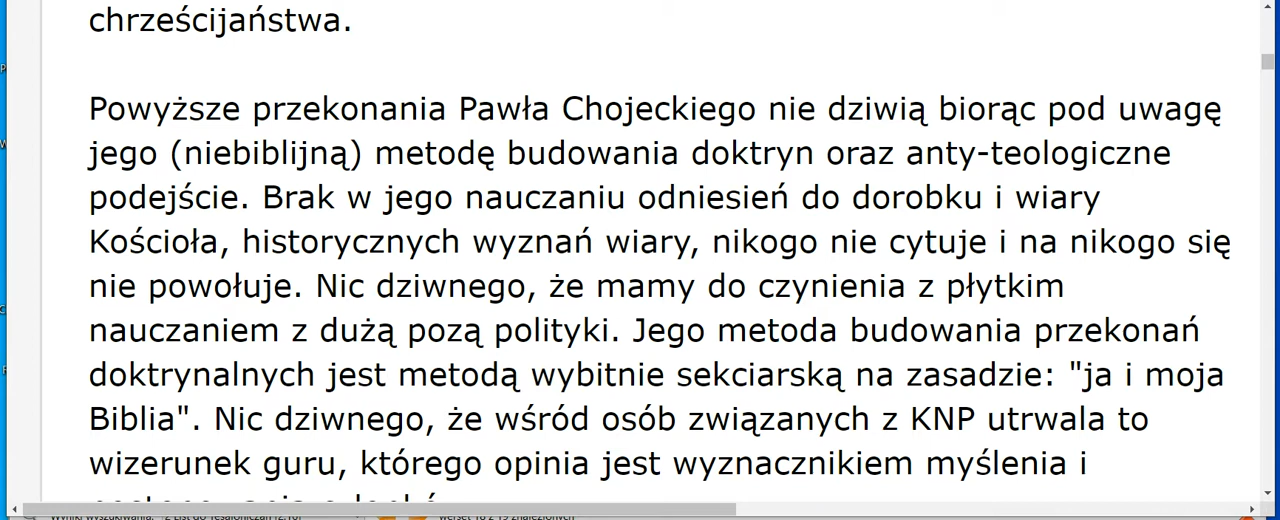 chrześcijaństwa.
Powyższe przekonania Pawła Chojeckiego nie dziwią biorąc pod uwagę
jego (niebiblijną) metodę budowania doktryn oraz anty-teologiczne
podejście. Brak w jego nauczaniu odniesień do dorobku i wiary
Kościoła, historycznych wyznań wiary, nikogo nie cytuje i na nikogo się
nie powołuje. Nic dziwnego, że mamy do czynienia z płytkim
nauczaniem z dużą pozą polityki. Jego metoda budowania przekonań
doktrynalnych jest metodą wybitnie sekciarską na zasadzie: "ja i moja
Biblia". Nic dziwnego, że wśród osób związanych z KNP utrwala to
wizerunek guru, którego opinia jest wyznacznikiem myślenia i